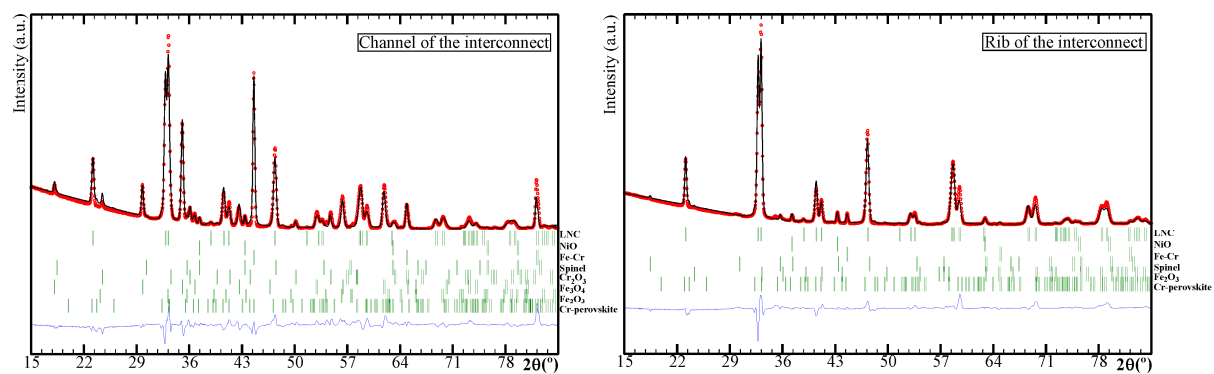 Channel of the interconnect
Intensity (a.u.)
LNC
NiO
Fe-Cr
Spinel
Cr₂O₃
Fe₃O₄
Fe₂O₃
Cr-perovskite
15 22 29 36 43 50 57 64 71 78 2θ(º)
Rib of the interconnect
Intensity (a.u.)
LNC
NiO
Fe-Cr
Spinel
Fe₂O₃
Cr-perovskite
15 22 29 36 43 50 57 64 71 78 2θ(º)